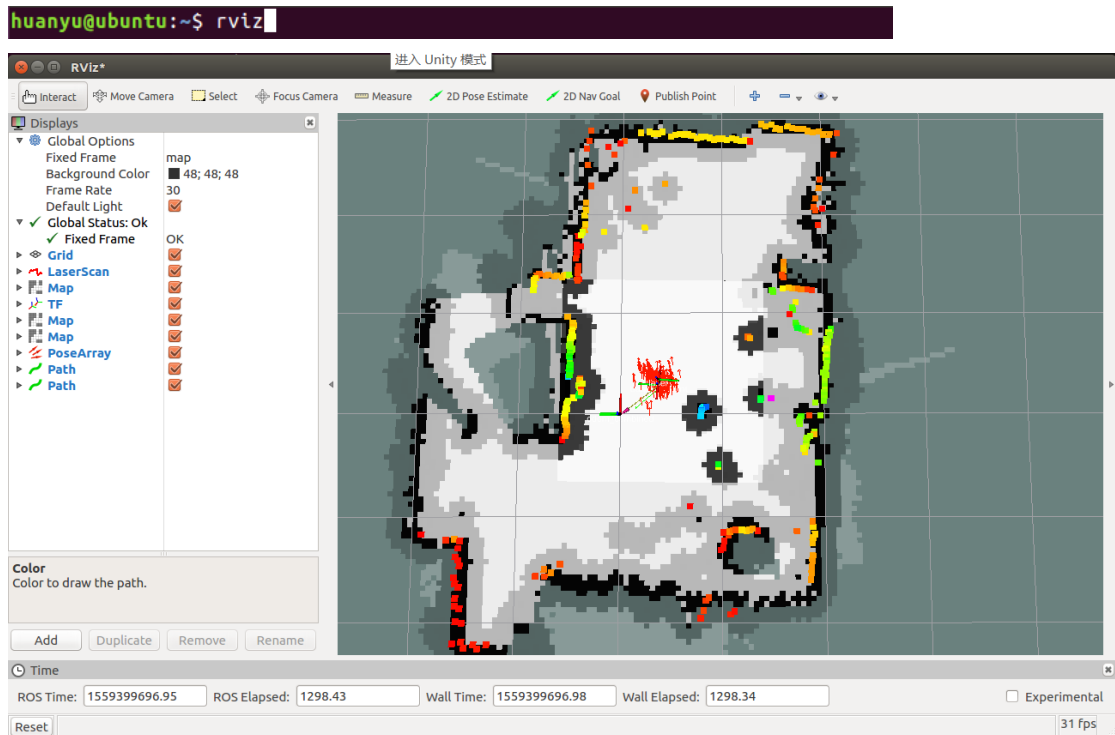 huanyu@ubuntu:~$ rviz
进入 Unity 模式
RViz*
Interact Move Camera Select Focus Camera Measure 2D Pose Estimate 2D Nav Goal Publish Point
Displays
Global Options
Fixed Frame map
Background Color 48; 48; 48
Frame Rate 30
Default Light
Global Status: Ok
Fixed Frame OK
Grid
LaserScan
Map
TF
Map
Map
PoseArray
Path
Path
Color
Color to draw the path.
Add Duplicate Remove Rename
Time
ROS Time: 1559399696.95 ROS Elapsed: 1298.43 Wall Time: 1559399696.98 Wall Elapsed: 1298.34 Experimental
Reset 31 fps